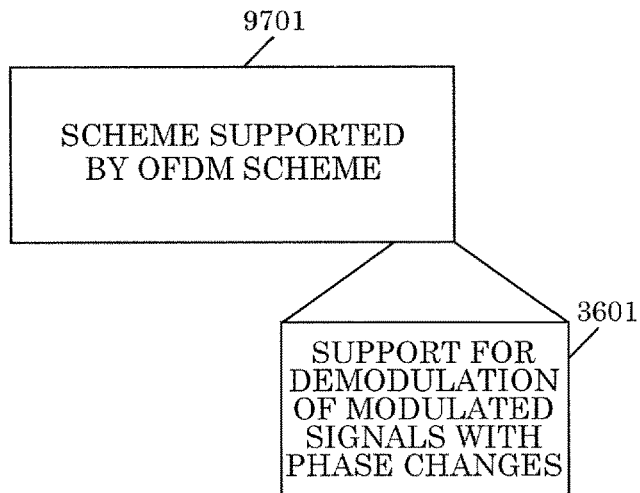 9701
SCHEME SUPPORTED
BY OFDM SCHEME
3601
SUPPORT FOR
DEMODULATION
OF MODULATED
SIGNALS WITH
PHASE CHANGES